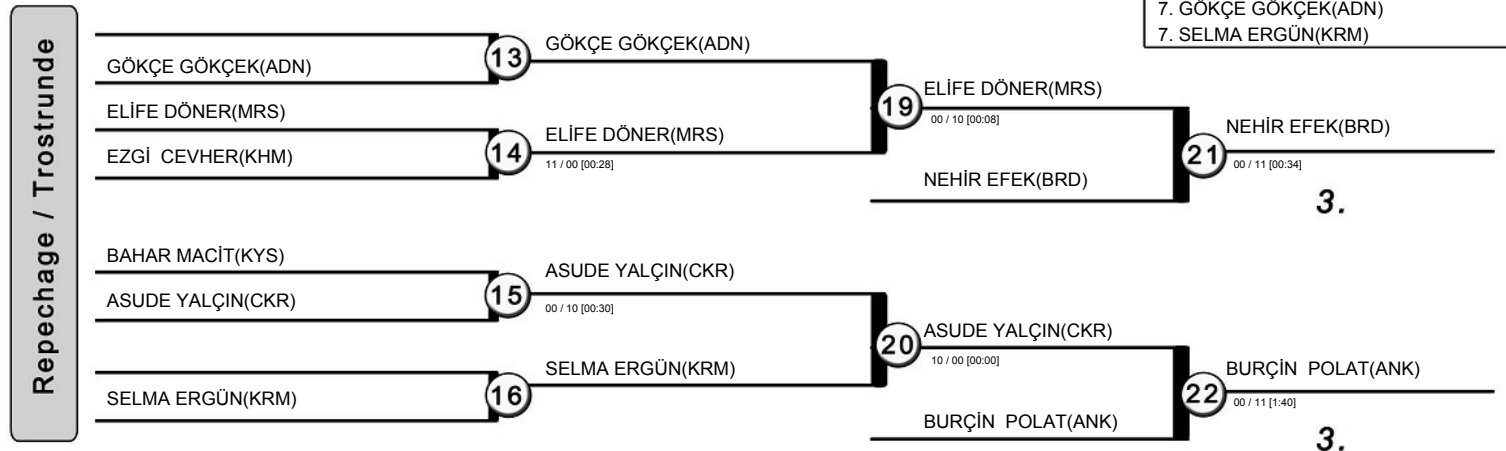 Repechage / Trostrunde
7. GÖKÇE GÖKÇEK(ADN)
7. SELMA ERGÜN(KRM)
GÖKÇE GÖKÇEK(ADN)
13
GÖKÇE GÖKÇEK(ADN)
ELİFE DÖNER(MRS)
EZGİ  CEVHER(KHM)
14
ELİFE DÖNER(MRS)
11 / 00 [00:28]
19
ELİFE DÖNER(MRS)
00 / 10 [00:08]
NEHİR EFEK(BRD)
21
NEHİR EFEK(BRD)
00 / 11 [00:34]
3.
BAHAR MACİT(KYS)
ASUDE YALÇIN(CKR)
15
ASUDE YALÇIN(CKR)
00 / 10 [00:30]
SELMA ERGÜN(KRM)
16
SELMA ERGÜN(KRM)
20
ASUDE YALÇIN(CKR)
10 / 00 [00:00]
BURÇİN  POLAT(ANK)
22
BURÇİN  POLAT(ANK)
00 / 11 [1:40]
3.